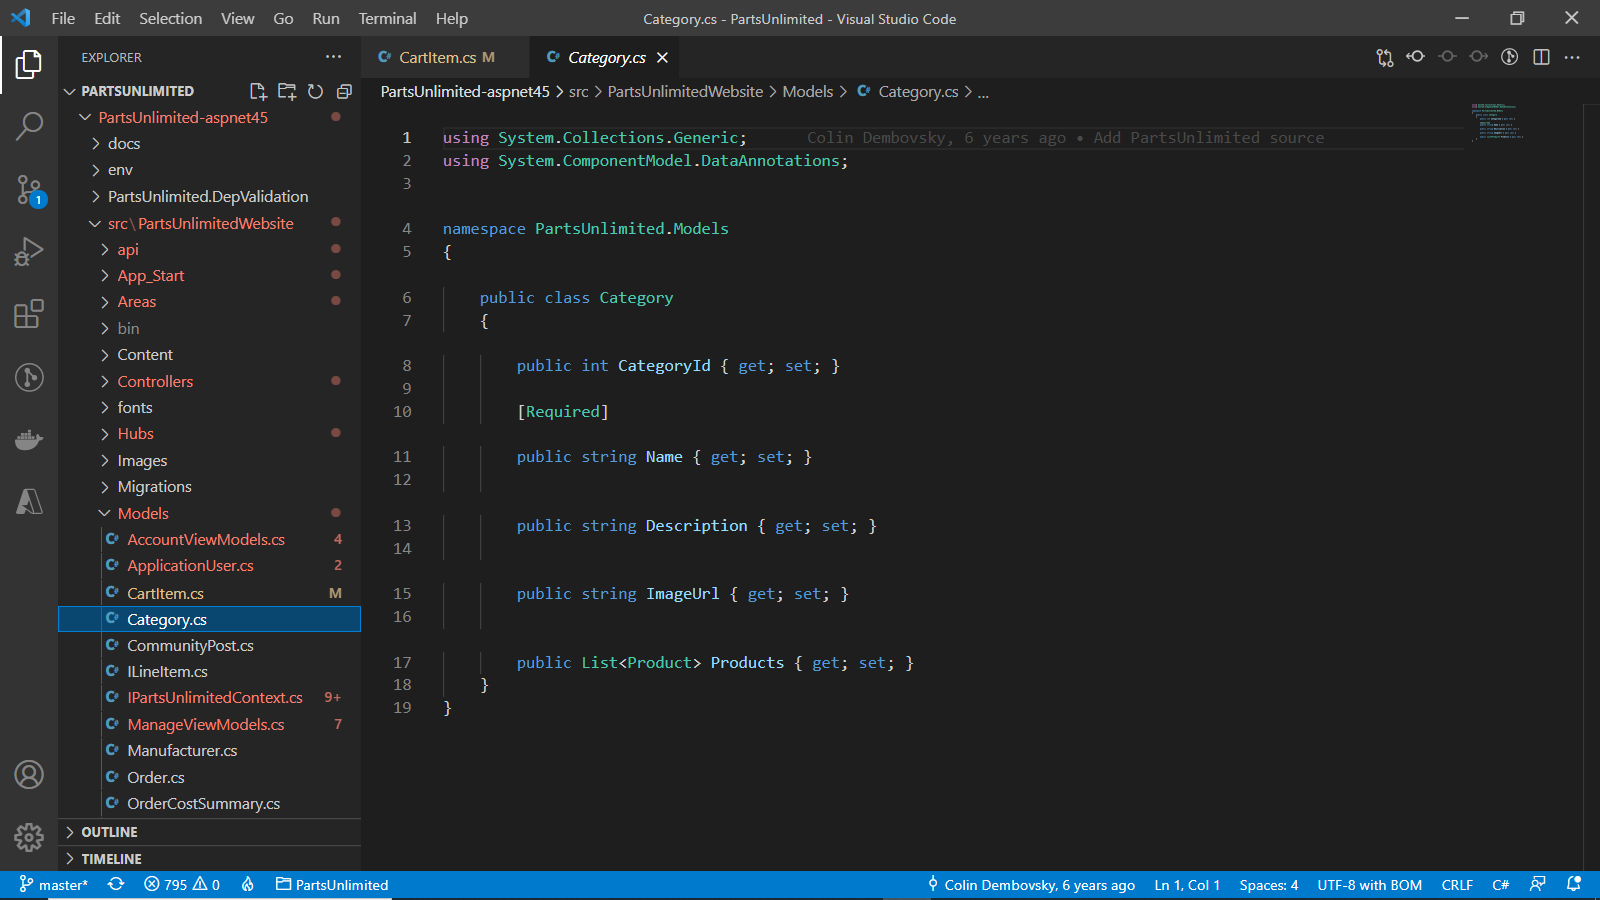 File Edit Selection View Go Run Terminal Help
Category.cs - PartsUnlimited - Visual Studio Code
EXPLORER
PARTSUNLIMITED
PartsUnlimited-aspnet45
docs
env
PartsUnlimited.DepValidation
src\PartsUnlimitedWebsite
api
App_Start
Areas
bin
Content
Controllers
fonts
Hubs
Images
Migrations
Models
AccountViewModels.cs 4
ApplicationUser.cs 2
CartItem.cs M
Category.cs
CommunityPost.cs
ILineItem.cs
IPartsUnlimitedContext.cs 9+
ManageViewModels.cs 7
Manufacturer.cs
Order.cs
OrderCostSummary.cs
OUTLINE
TIMELINE
1
CartItem.cs M Category.cs
PartsUnlimited-aspnet45 > src > PartsUnlimitedWebsite > Models > Category.cs > ...
1 using System.Collections.Generic; Colin Dembovsky, 6 years ago • Add PartsUnlimited source
2 using System.ComponentModel.DataAnnotations;
3
4 namespace PartsUnlimited.Models
5 {
6 public class Category
7 {
8 public int CategoryId { get; set; }
9
10 [Required]
11 public string Name { get; set; }
12
13 public string Description { get; set; }
14
15 public string ImageUrl { get; set; }
16
17 public List<Product> Products { get; set; }
18 }
19 }
master* 795 0 PartsUnlimited Colin Dembovsky, 6 years ago Ln 1, Col 1 Spaces: 4 UTF-8 with BOM CRLF C#